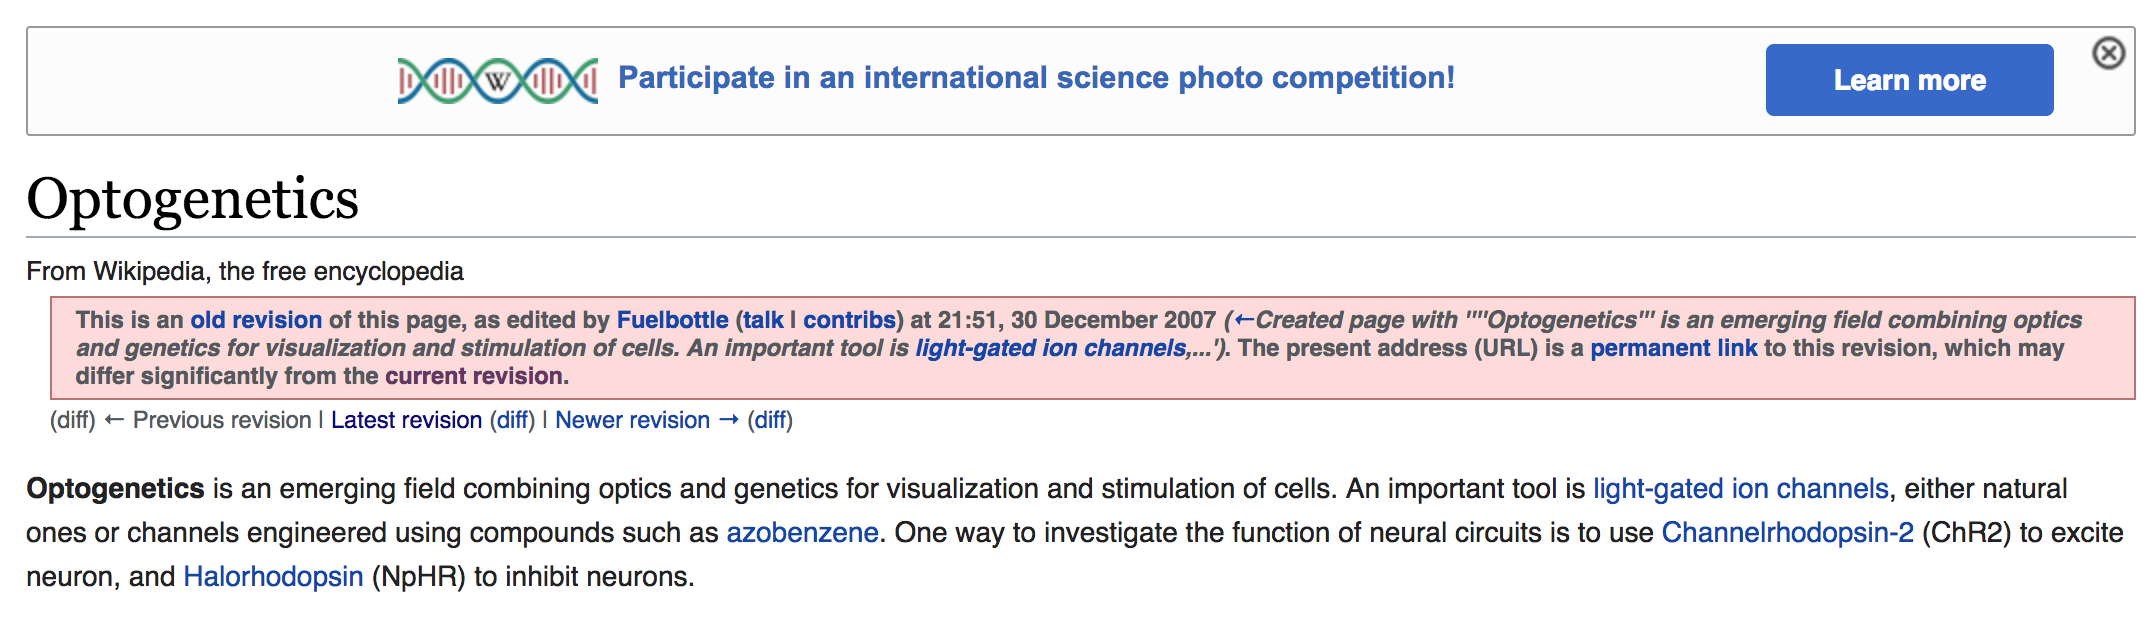 W
Participate in an international science photo competition!
Learn more
Optogenetics
From Wikipedia, the free encyclopedia
This is an old revision of this page, as edited by Fuelbottle (talk | contribs) at 21:51, 30 December 2007 (←Created page with ''''Optogenetics''' is an emerging field combining optics
and genetics for visualization and stimulation of cells. An important tool is light-gated ion channels,...'). The present address (URL) is a permanent link to this revision, which may
differ significantly from the current revision.
(diff) ← Previous revision | Latest revision (diff) | Newer revision → (diff)
Optogenetics is an emerging field combining optics and genetics for visualization and stimulation of cells. An important tool is light-gated ion channels, either natural
ones or channels engineered using compounds such as azobenzene. One way to investigate the function of neural circuits is to use Channelrhodopsin-2 (ChR2) to excite
neuron, and Halorhodopsin (NpHR) to inhibit neurons.